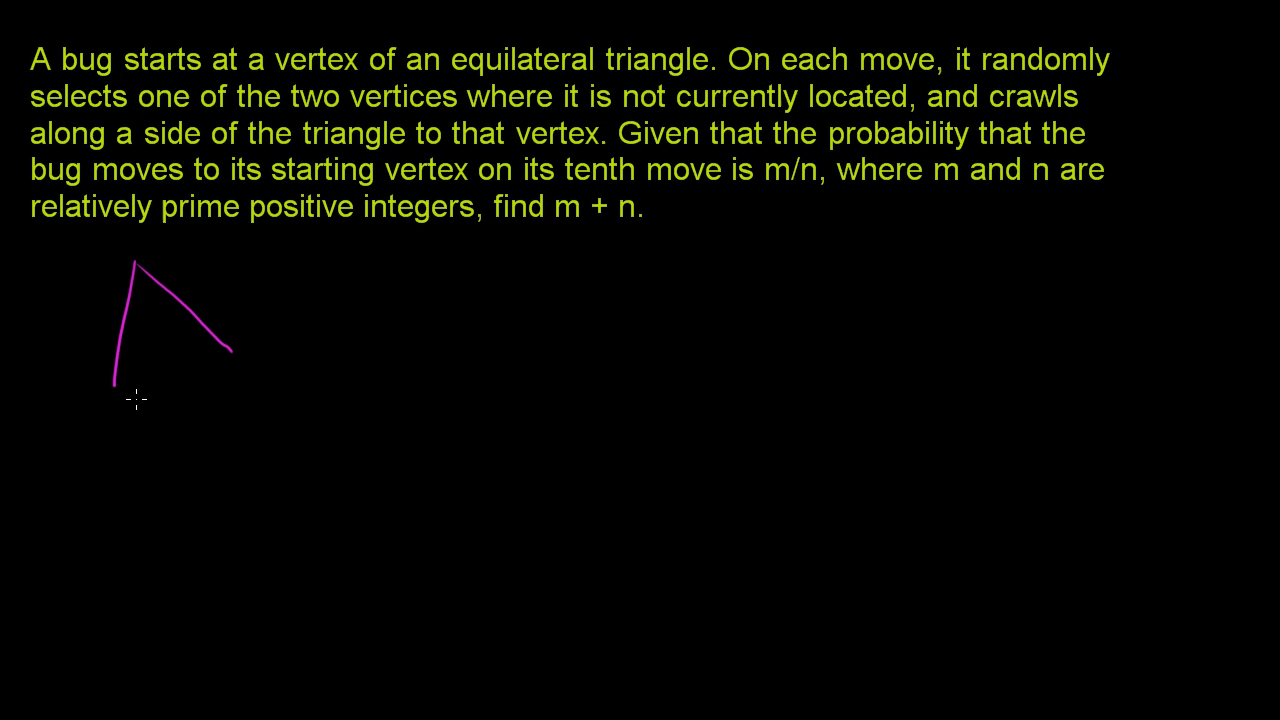 A bug starts at a vertex of an equilateral triangle. On each move, it randomly
selects one of the two vertices where it is not currently located, and crawls
along a side of the triangle to that vertex. Given that the probability that the
bug moves to its starting vertex on its tenth move is m/n, where m and n are
relatively prime positive integers, find m + n.